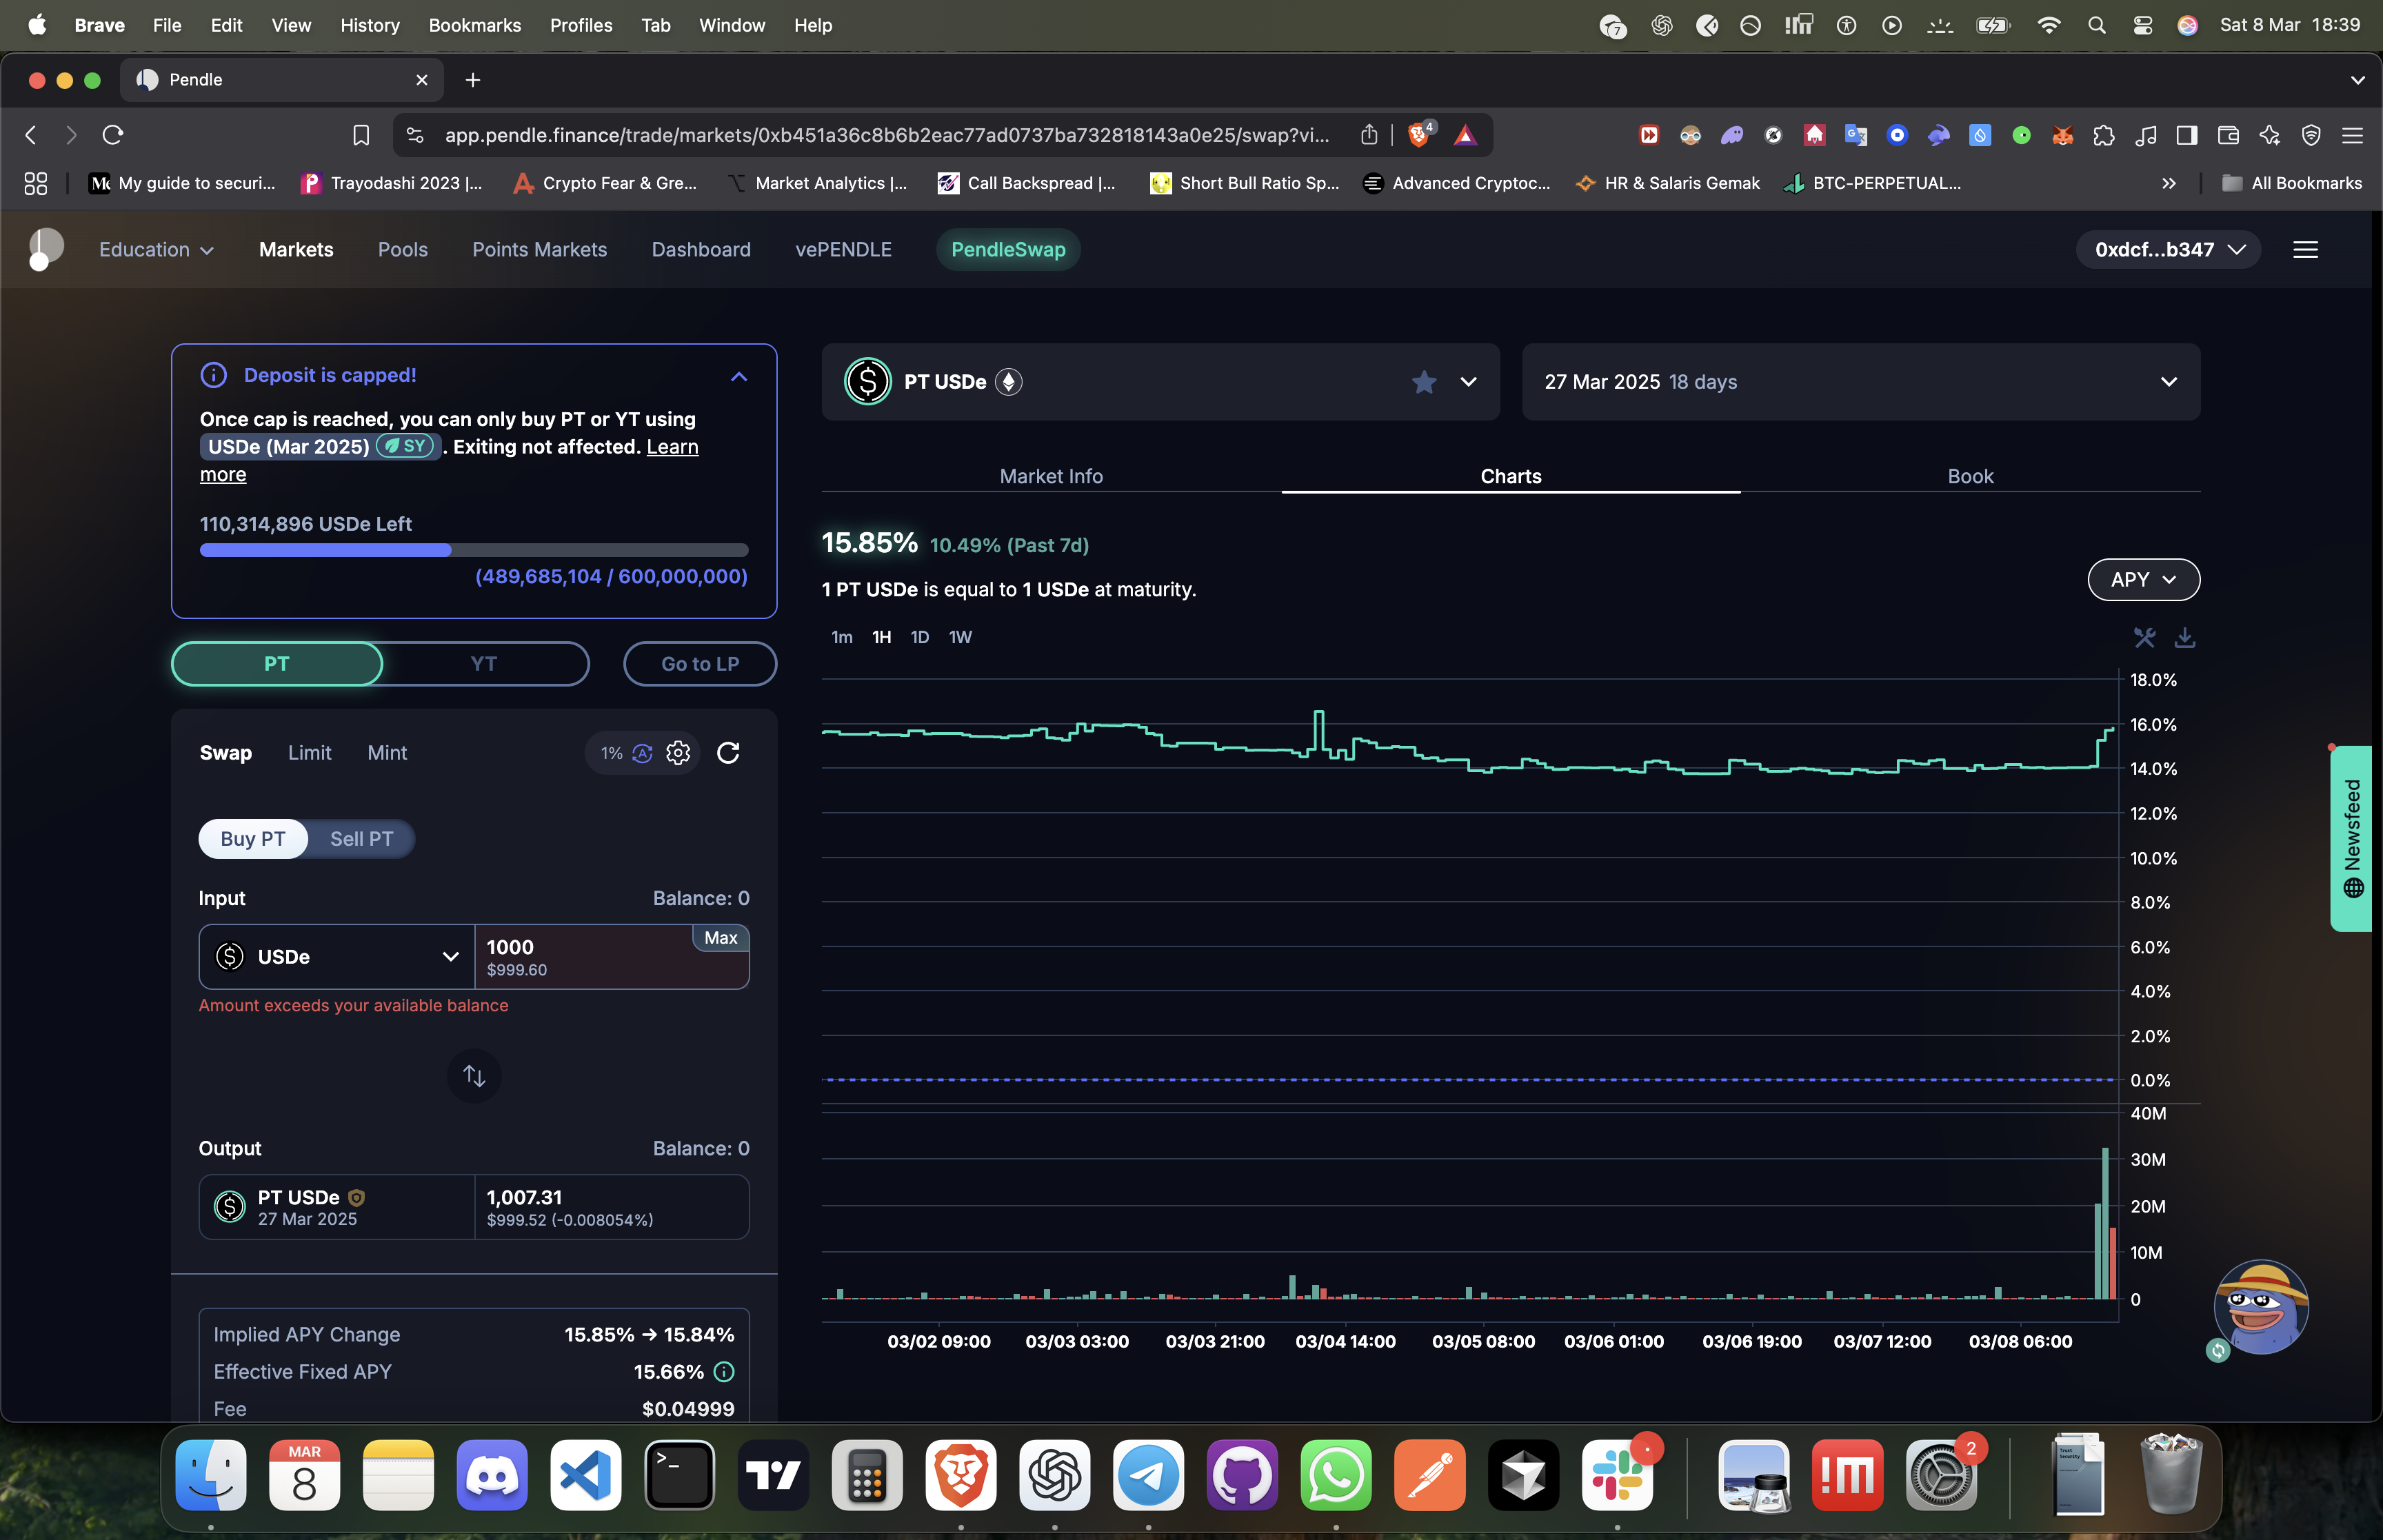 Brave File Edit View History Bookmarks Profiles Tab Window Help
7
Sat 8 Mar 18:39
Pendle
app.pendle.finance/trade/markets/0xb451a36c8b6b2eac77ad0737ba732818143a0e25/swap?vi...
4
My guide to securi...
Trayodashi 2023 |...
Crypto Fear & Gre...
Market Analytics |...
Call Backspread |...
Short Bull Ratio Sp...
Advanced Cryptoc...
HR & Salaris Gemak
BTC-PERPETUAL...
All Bookmarks
Education Markets Pools Points Markets Dashboard vePENDLE PendleSwap
0xdcf...b347
Deposit is capped!
Once cap is reached, you can only buy PT or YT using
USDe (Mar 2025) SY . Exiting not affected. Learn
more
110,314,896 USDe Left
(489,685,104 / 600,000,000)
PT YT Go to LP
Swap Limit Mint 1%
Buy PT Sell PT
Input Balance: 0
USDe 1000 Max
$999.60
Amount exceeds your available balance
Output Balance: 0
PT USDe 1,007.31
27 Mar 2025 $999.52 (-0.008054%)
Implied APY Change 15.85% → 15.84%
Effective Fixed APY 15.66%
Fee $0.04999
PT USDe
27 Mar 2025 18 days
Market Info Charts Book
15.85% 10.49% (Past 7d)
1 PT USDe is equal to 1 USDe at maturity.
APY
1m 1H 1D 1W
18.0%
16.0%
14.0%
12.0%
10.0%
8.0%
6.0%
4.0%
2.0%
0.0%
40M
30M
20M
10M
0
03/02 09:00 03/03 03:00 03/03 21:00 03/04 14:00 03/05 08:00 03/06 01:00 03/06 19:00 03/07 12:00 03/08 06:00
Newsfeed
MAR
8
2